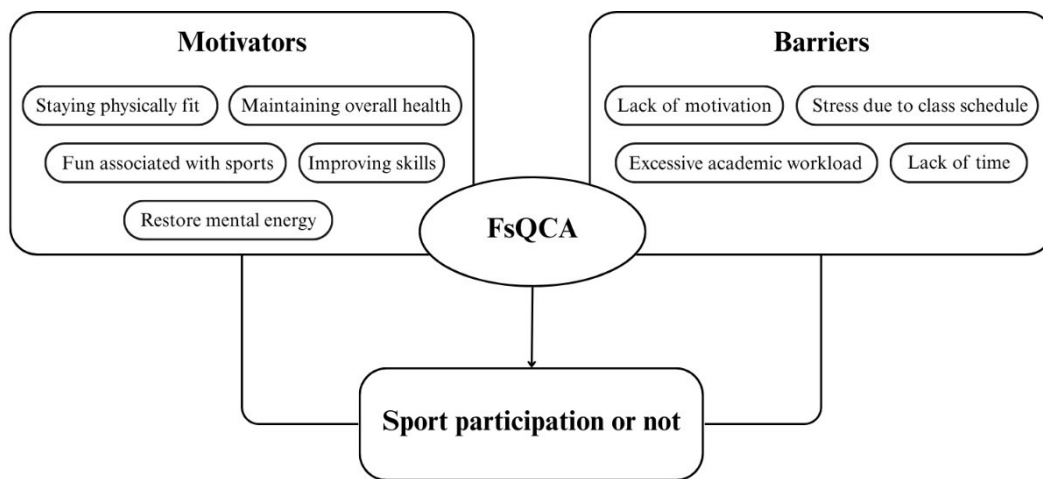 Motivators
Staying physically fit
Maintaining overall health
Fun associated with sports
Improving skills
Restore mental energy
Barriers
Lack of motivation
Stress due to class schedule
Excessive academic workload
Lack of time
FsQCA
Sport participation or not